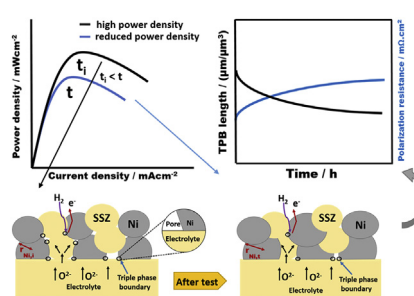 high power density
reduced power density
Power density / mWcm-2
ti
t
ti < t
Current density / mAcm-2
TPB length / (μm/μm³)
Polarization resistance / mΩ.cm²
Time / h
H2
e-
SSZ
Ni
Pore
Ni
Electrolyte
r Ni,i
O2-
O2-
Electrolyte
Triple phase
boundary
After test
H2
e-
SSZ
Ni
r Ni,t
O2-
O2-
Electrolyte
Triple phase
boundary